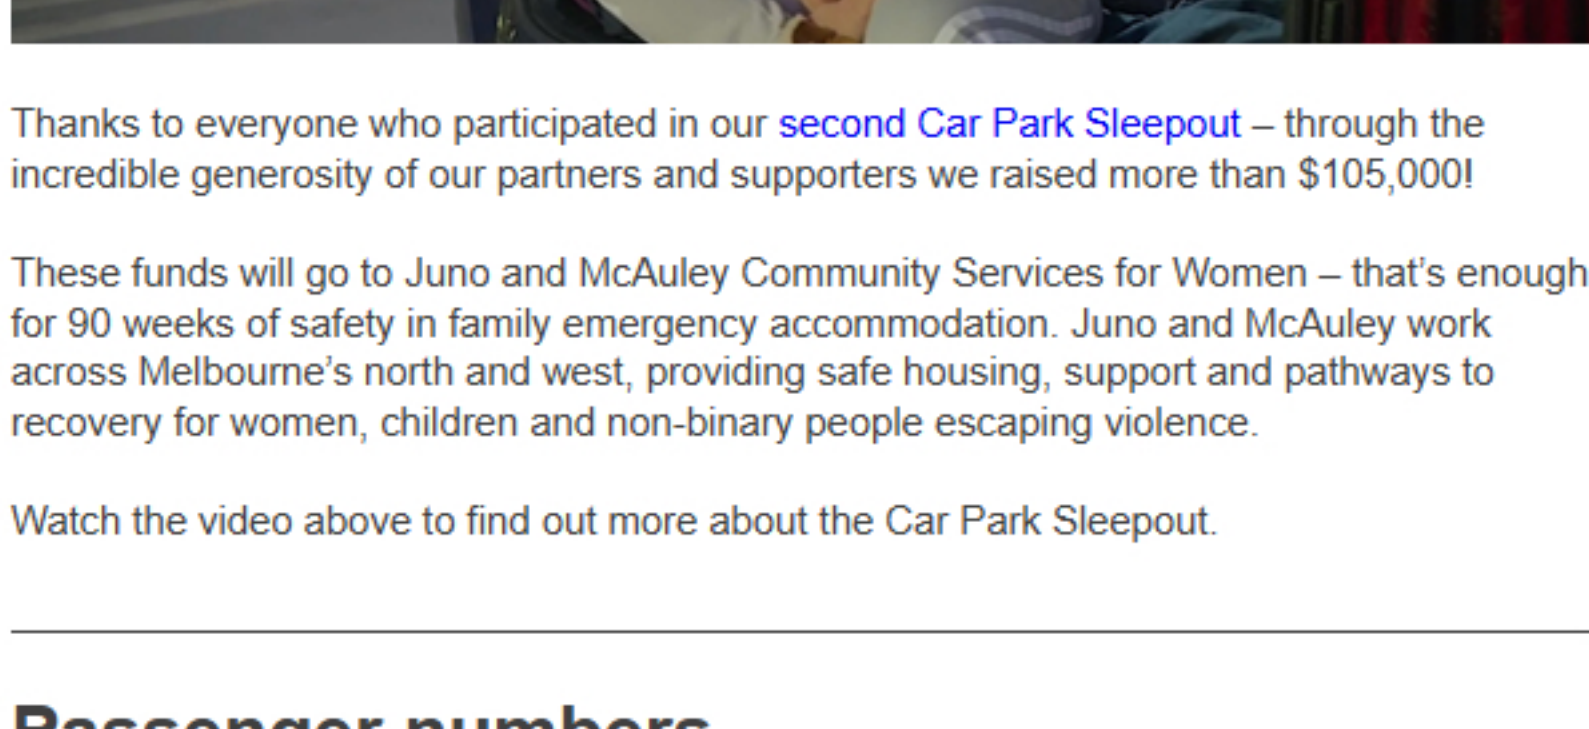 Thanks to everyone who participated in our second Car Park Sleepout – through the
incredible generosity of our partners and supporters we raised more than $105,000!
These funds will go to Juno and McAuley Community Services for Women – that’s enough
for 90 weeks of safety in family emergency accommodation. Juno and McAuley work
across Melbourne’s north and west, providing safe housing, support and pathways to
recovery for women, children and non-binary people escaping violence.
Watch the video above to find out more about the Car Park Sleepout.
Passenger numbers